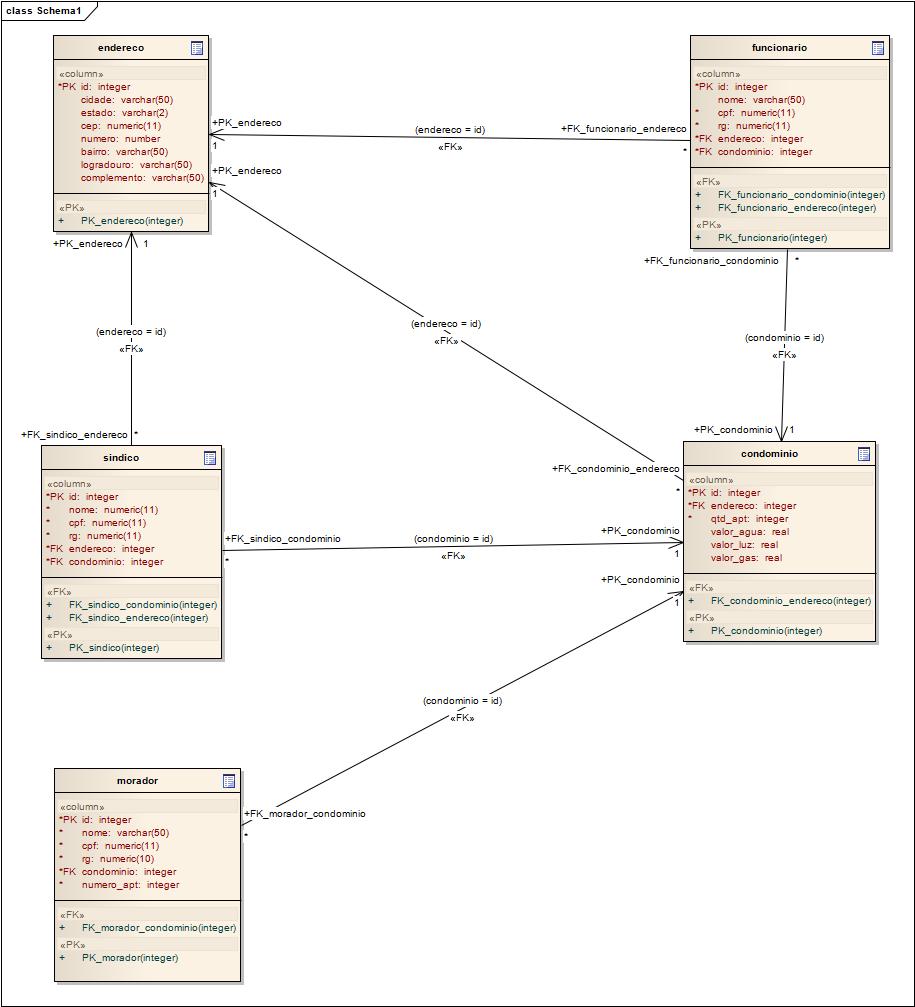 class Schema1
endereco
«column»
*PK id: integer
cidade: varchar(50)
estado: varchar(2)
cep: numeric(11)
numero: number
bairro: varchar(50)
logradouro: varchar(50)
complemento: varchar(50)
«PK»
+ PK_endereco(integer)
funcionario
«column»
*PK id: integer
nome: varchar(50)
* cpf: numeric(11)
* rg: numeric(11)
*FK endereco: integer
*FK condominio: integer
«FK»
+ FK_funcionario_condominio(integer)
+ FK_funcionario_endereco(integer)
«PK»
+ PK_funcionario(integer)
+PK_endereco
1
(endereco = id)
«FK»
+FK_funcionario_endereco
*
+PK_endereco
1
(endereco = id)
«FK»
+FK_condominio_endereco
*
+PK_endereco 1
(endereco = id)
«FK»
+FK_sindico_endereco *
+FK_funcionario_condominio *
(condominio = id)
«FK»
+PK_condominio 1
sindico
«column»
*PK id: integer
* nome: numeric(11)
* cpf: numeric(11)
* rg: numeric(11)
*FK endereco: integer
*FK condominio: integer
«FK»
+ FK_sindico_condominio(integer)
+ FK_sindico_endereco(integer)
«PK»
+ PK_sindico(integer)
condominio
«column»
*PK id: integer
*FK endereco: integer
* qtd_apt: integer
valor_agua: real
valor_luz: real
valor_gas: real
«FK»
+ FK_condominio_endereco(integer)
«PK»
+ PK_condominio(integer)
+FK_sindico_condominio
*
(condominio = id)
«FK»
+PK_condominio
1
+PK_condominio
1
(condominio = id)
«FK»
+FK_morador_condominio
*
morador
«column»
*PK id: integer
* nome: varchar(50)
* cpf: numeric(11)
* rg: numeric(10)
*FK condominio: integer
* numero_apt: integer
«FK»
+ FK_morador_condominio(integer)
«PK»
+ PK_morador(integer)